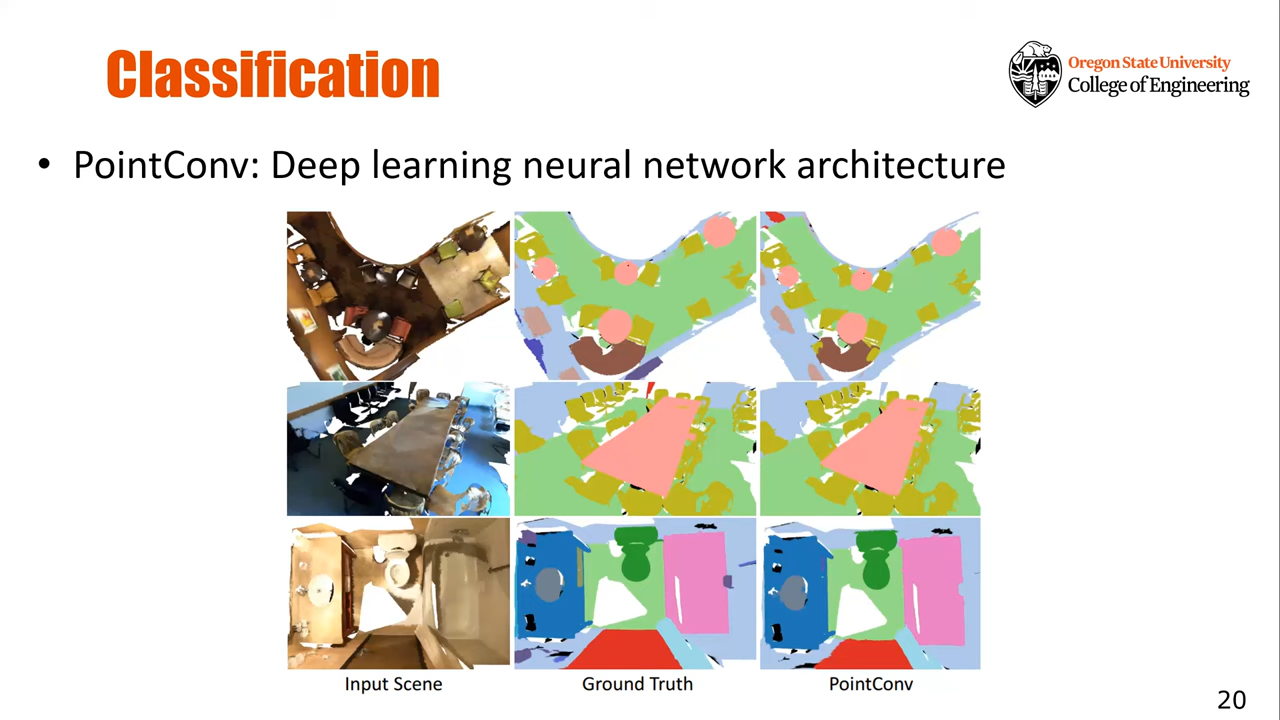 Classification
Oregon State University
College of Engineering
• PointConv: Deep learning neural network architecture
Input Scene
Ground Truth
PointConv
20